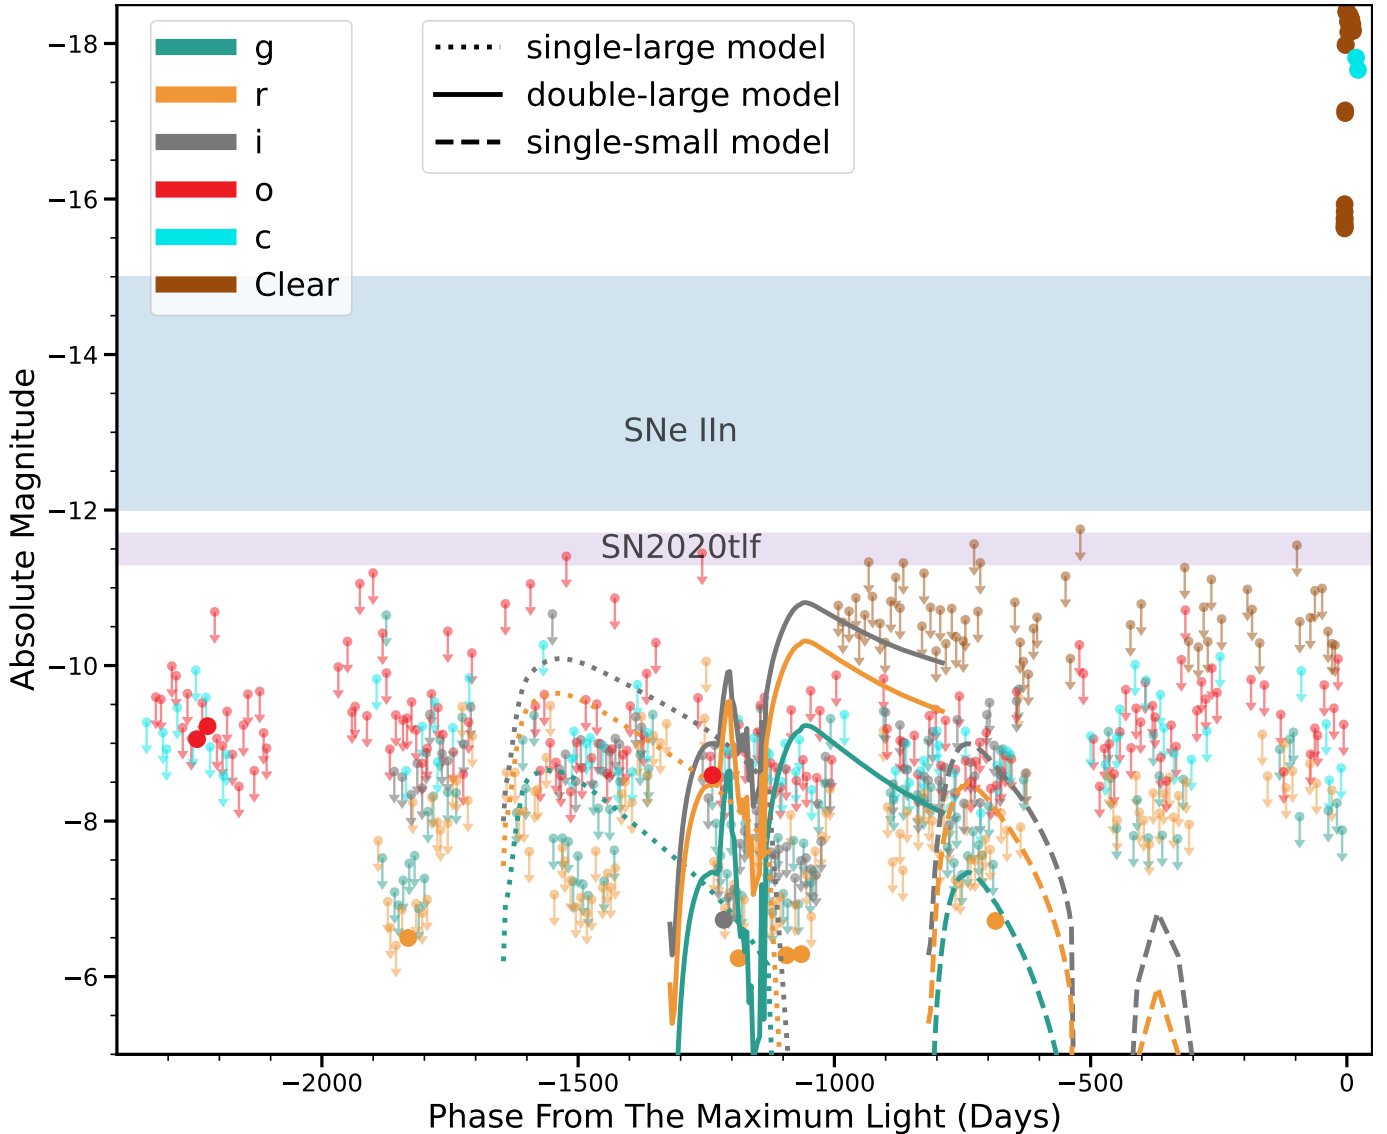 g
r
i
o
c
Clear
single-large model
double-large model
single-small model
−18
−16
−14
−12
−10
−8
−6
Absolute Magnitude
SNe IIn
SN2020tlf
−2000
−1500
−1000
−500
0
Phase From The Maximum Light (Days)